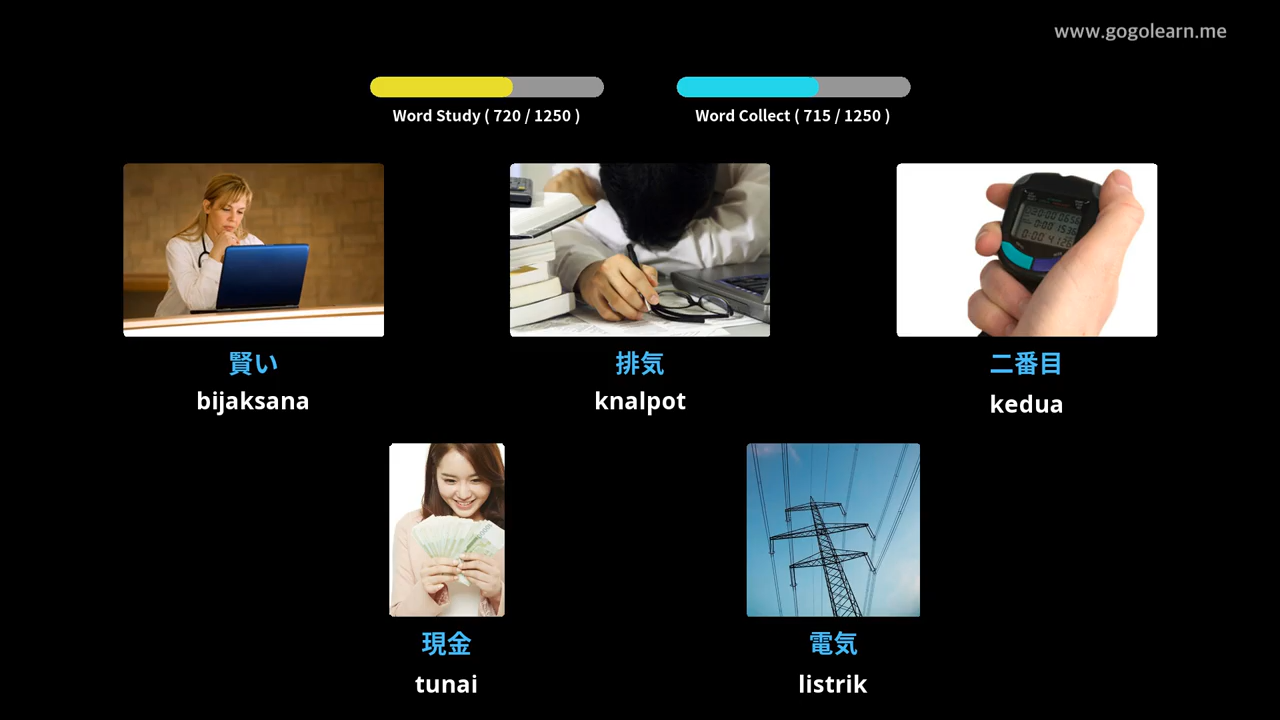 www.gogolearn.me
Word Study ( 720 / 1250 )
Word Collect ( 715 / 1250 )
賢い
bijaksana
排気
knalpot
二番目
kedua
現金
tunai
電気
listrik